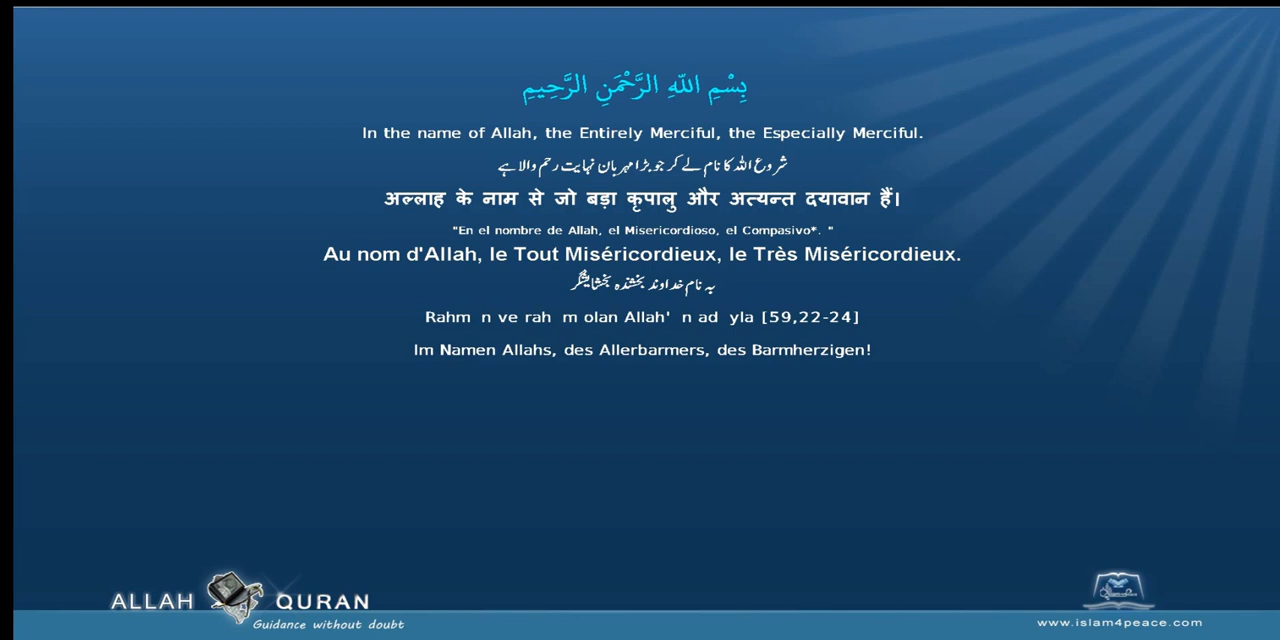 بِسْمِ اللَّهِ الرَّحْمَنِ الرَّحِيمِ
In the name of Allah, the Entirely Merciful, the Especially Merciful.
شروع اللہ کا نام لے کر جو بڑا مہربان نہایت رحم والا ہے
अल्लाह के नाम से जो बड़ा कृपालु और अत्यन्त दयावान हैं।
"En el nombre de Allah, el Misericordioso, el Compasivo*. "
Au nom d'Allah, le Tout Miséricordieux, le Très Miséricordieux.
به نام خداوند بخشنده بخشایشگر
Rahm n ve rah m olan Allah' n ad yla [59,22-24]
Im Namen Allahs, des Allerbarmers, des Barmherzigen!
ALLAH QURAN
Guidance without doubt
www.islam4peace.com